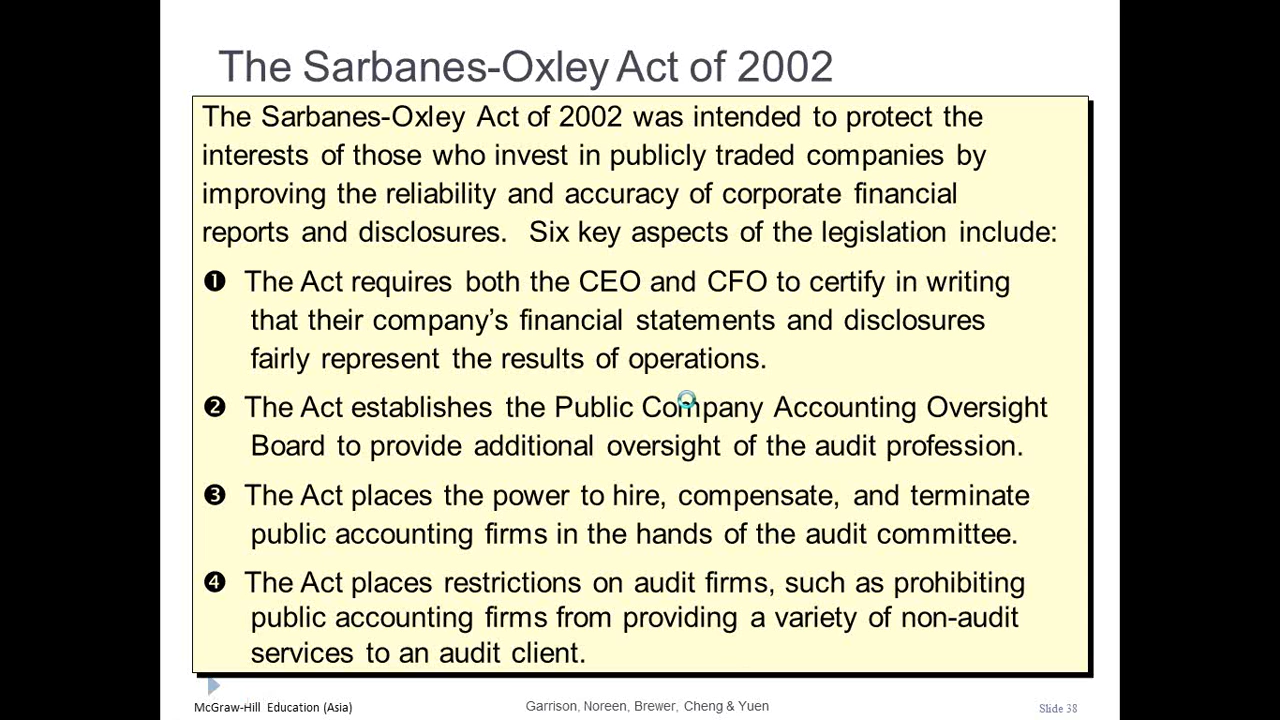 The Sarbanes-Oxley Act of 2002
The Sarbanes-Oxley Act of 2002 was intended to protect the
interests of those who invest in publicly traded companies by
improving the reliability and accuracy of corporate financial
reports and disclosures. Six key aspects of the legislation include:
❶ The Act requires both the CEO and CFO to certify in writing
that their company’s financial statements and disclosures
fairly represent the results of operations.
❷ The Act establishes the Public Company Accounting Oversight
Board to provide additional oversight of the audit profession.
❸ The Act places the power to hire, compensate, and terminate
public accounting firms in the hands of the audit committee.
❹ The Act places restrictions on audit firms, such as prohibiting
public accounting firms from providing a variety of non-audit
services to an audit client.
McGraw-Hill Education (Asia)
Garrison, Noreen, Brewer, Cheng & Yuen
Slide 38